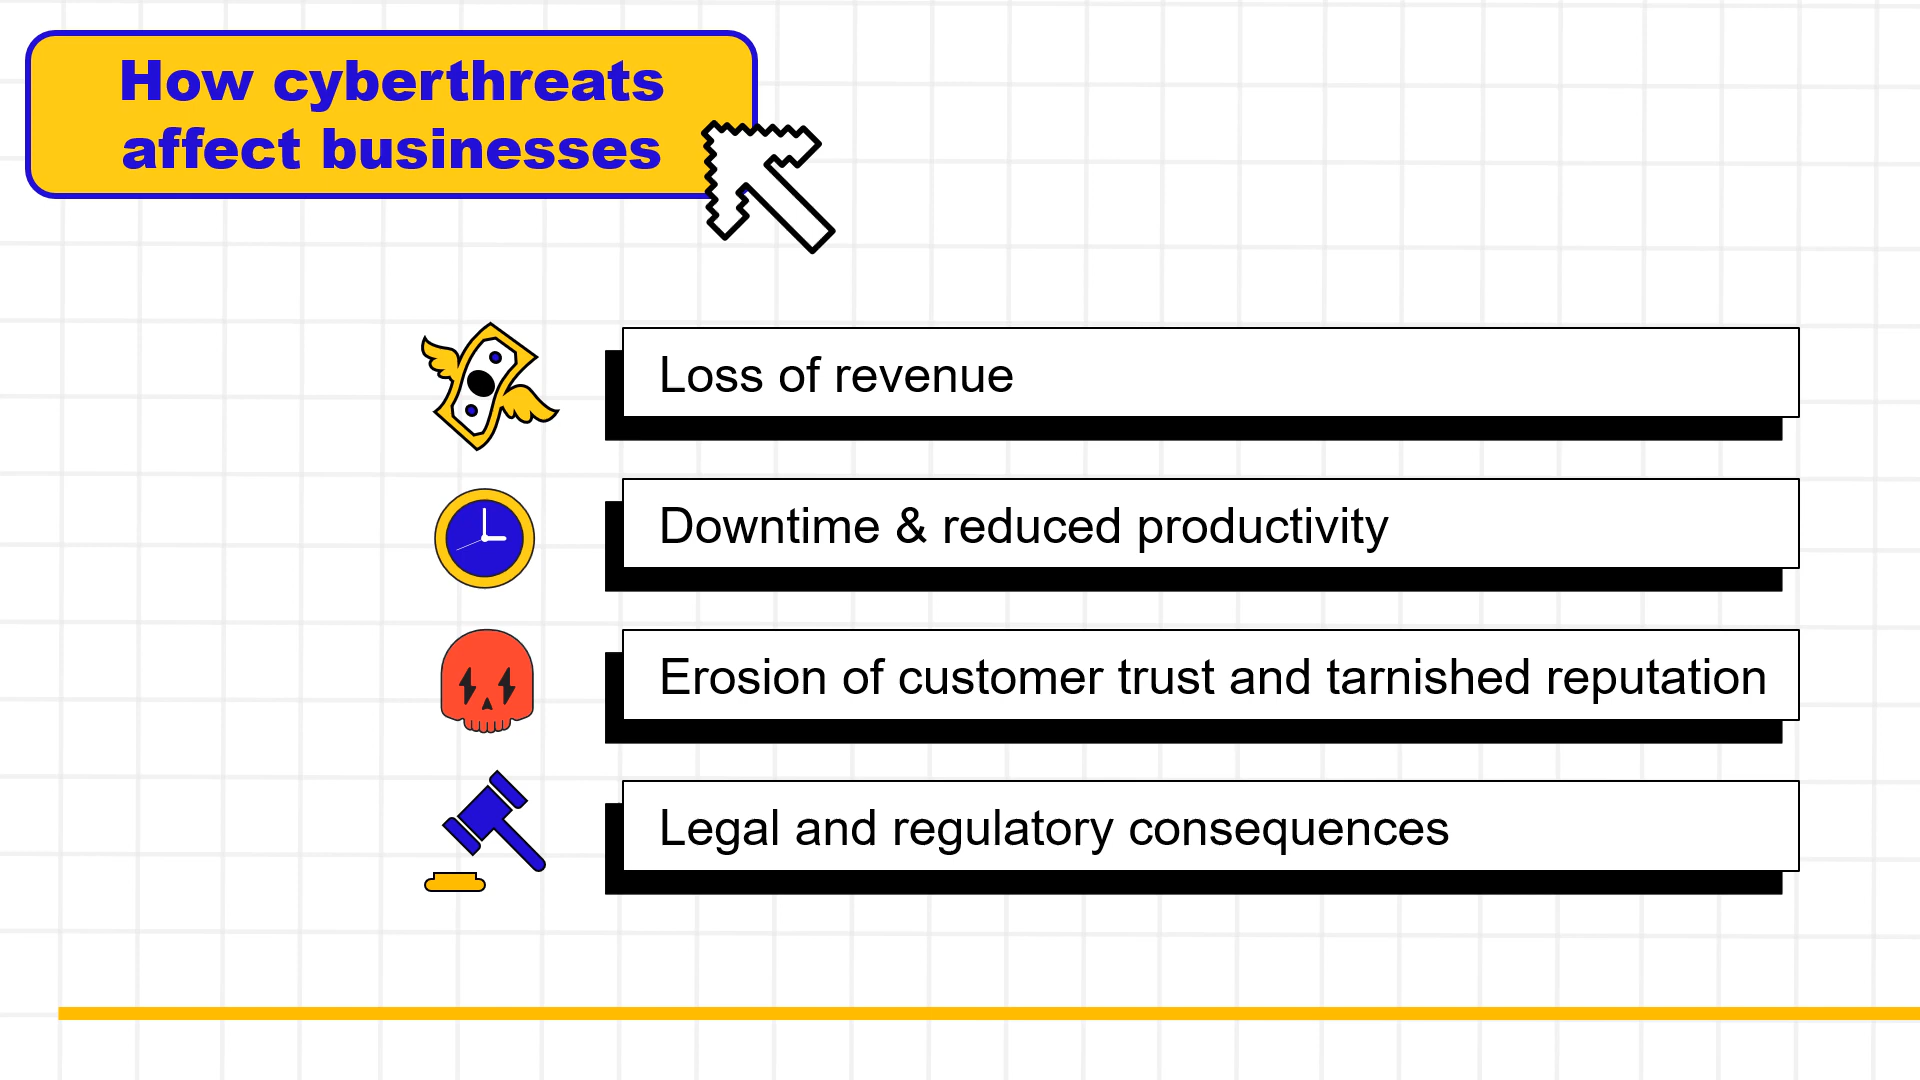 How cyberthreats
affect businesses
Loss of revenue
Downtime & reduced productivity
Erosion of customer trust and tarnished reputation
Legal and regulatory consequences